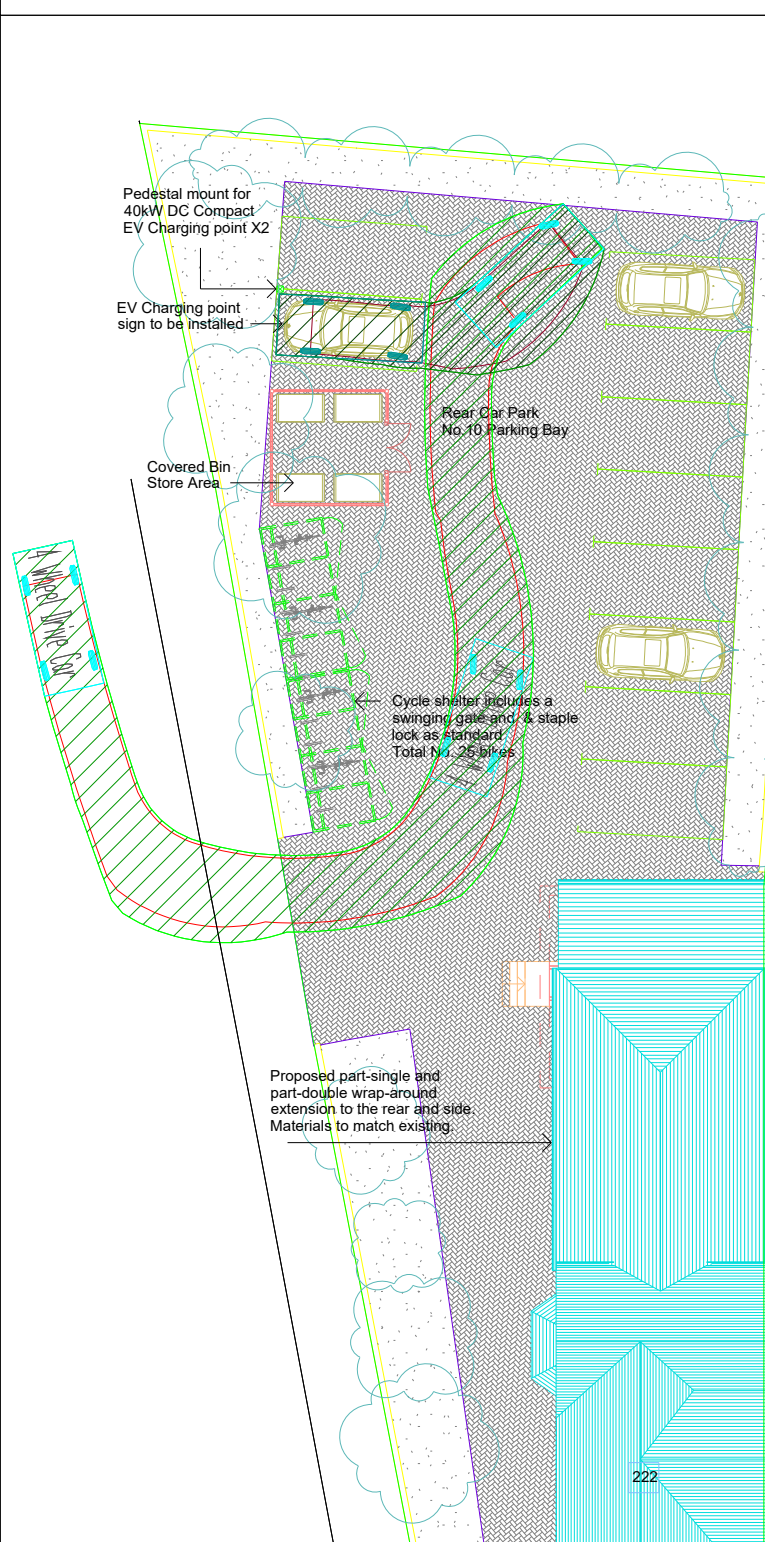 Pedestal mount for
40kW DC Compact
EV Charging point X2
EV Charging point
sign to be installed
Rear Car Park
No.10 Parking Bay
Covered Bin
Store Area
4 Wheel Drive Car
Cycle shelter includes a
swinging gate and, & staple
lock as standard
Total No. 25 bikes
Proposed part-single and
part-double wrap-around
extension to the rear and side.
Materials to match existing.
222